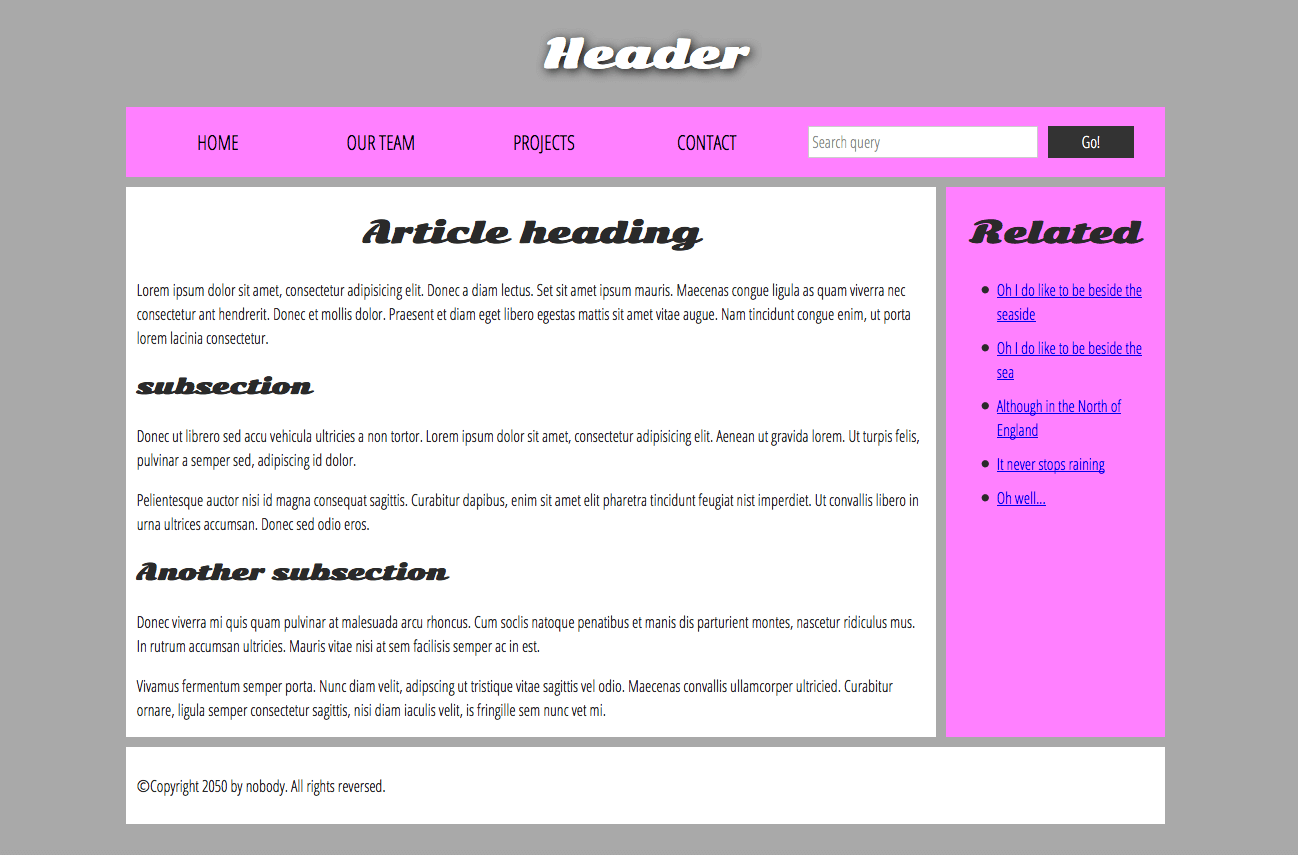 Header
HOME OUR TEAM PROJECTS CONTACT Search query Go!
Article heading
Lorem ipsum dolor sit amet, consectetur adipisicing elit. Donec a diam lectus. Set sit amet ipsum mauris. Maecenas congue ligula as quam viverra nec
consectetur ant hendrerit. Donec et mollis dolor. Praesent et diam eget libero egestas mattis sit amet vitae augue. Nam tincidunt congue enim, ut porta
lorem lacinia consectetur.
subsection
Donec ut librero sed accu vehicula ultricies a non tortor. Lorem ipsum dolor sit amet, consectetur adipisicing elit. Aenean ut gravida lorem. Ut turpis felis,
pulvinar a semper sed, adipiscing id dolor.
Pelientesque auctor nisi id magna consequat sagittis. Curabitur dapibus, enim sit amet elit pharetra tincidunt feugiat nist imperdiet. Ut convallis libero in
urna ultrices accumsan. Donec sed odio eros.
Another subsection
Donec viverra mi quis quam pulvinar at malesuada arcu rhoncus. Cum soclis natoque penatibus et manis dis parturient montes, nascetur ridiculus mus.
In rutrum accumsan ultricies. Mauris vitae nisi at sem facilisis semper ac in est.
Vivamus fermentum semper porta. Nunc diam velit, adipscing ut tristique vitae sagittis vel odio. Maecenas convallis ullamcorper ultricied. Curabitur
ornare, ligula semper consectetur sagittis, nisi diam iaculis velit, is fringille sem nunc vet mi.
Related
Oh I do like to be beside the
seaside
Oh I do like to be beside the
sea
Although in the North of
England
It never stops raining
Oh well...
©Copyright 2050 by nobody. All rights reversed.